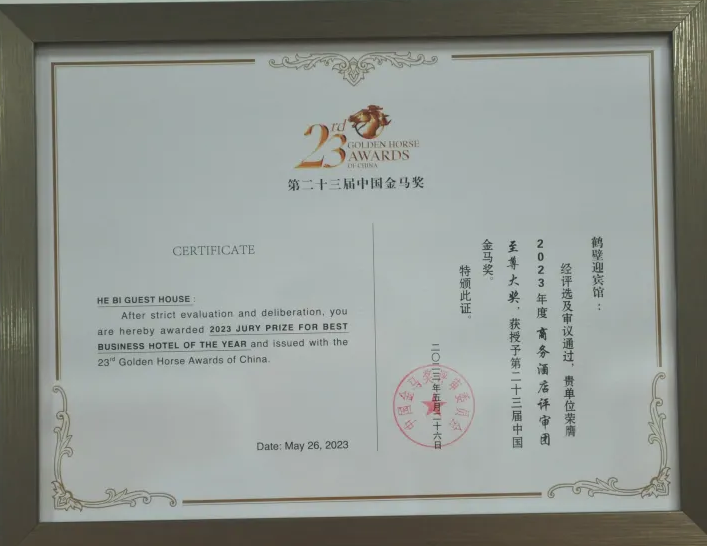 23rd
GOLDEN HORSE
AWARDS
OF CHINA
第二十三届中国金马奖
CERTIFICATE
HE BI GUEST HOUSE :
After strict evaluation and deliberation, you
are hereby awarded 2023 JURY PRIZE FOR BEST
BUSINESS HOTEL OF THE YEAR and issued with the
23rd Golden Horse Awards of China.
Date: May 26, 2023
鹤壁迎宾馆：
经评选及审议通过，贵单位荣膺
2023年度商务酒店评审团
至尊大奖，获授予第二十三届中国
金马奖。
特颁此证。
二〇二三年五月二十六日